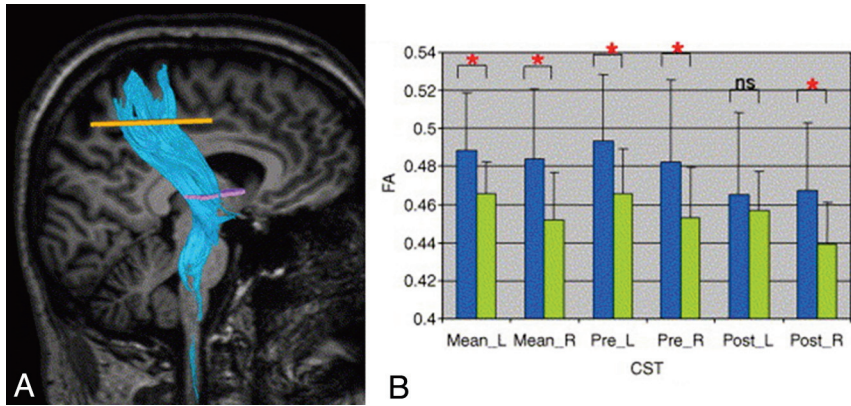 A
B
FA
0.54
0.52
0.5
0.48
0.46
0.44
0.42
0.4
* * * * ns *
Mean_L Mean_R Pre_L Pre_R Post_L Post_R
CST